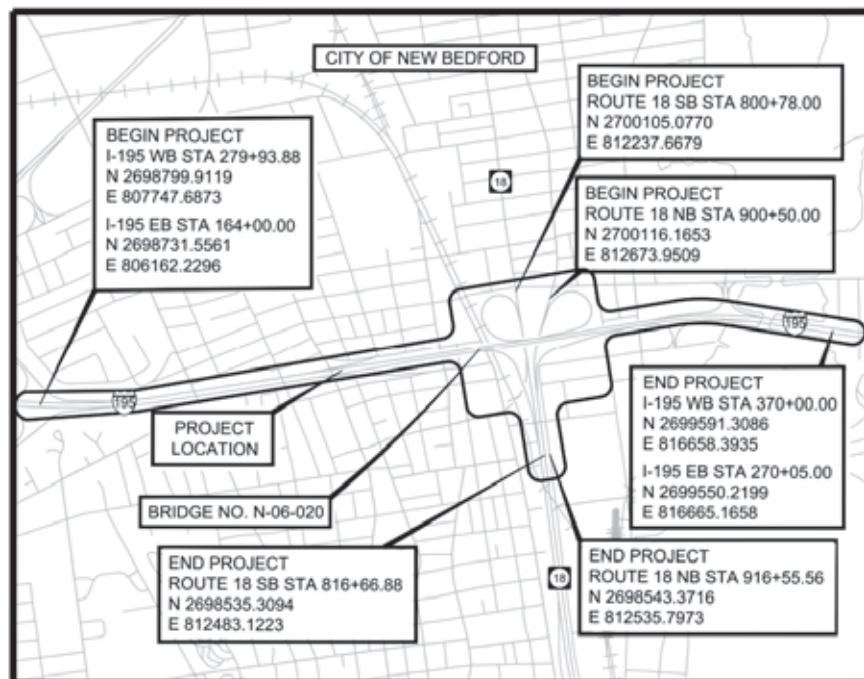 CITY OF NEW BEDFORD
BEGIN PROJECT
ROUTE 18 SB STA 800+78.00
N 2700105.0770
E 812237.6679
BEGIN PROJECT
I-195 WB STA 279+93.88
N 2698799.9119
E 807747.6873
I-195 EB STA 164+00.00
N 2698731.5561
E 806162.2296
18
BEGIN PROJECT
ROUTE 18 NB STA 900+50.00
N 2700116.1653
E 812673.9509
195
195
PROJECT
LOCATION
END PROJECT
I-195 WB STA 370+00.00
N 2699591.3086
E 816658.3935
I-195 EB STA 270+05.00
N 2699550.2199
E 816665.1658
BRIDGE NO. N-06-020
END PROJECT
ROUTE 18 SB STA 816+66.88
N 2698535.3094
E 812483.1223
18
END PROJECT
ROUTE 18 NB STA 916+55.56
N 2698543.3716
E 812535.7973